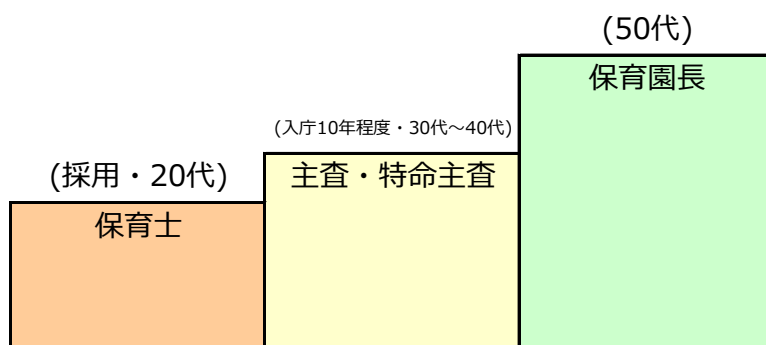 (採用・20代)
保育士
(入庁10年程度・30代～40代)
主査・特命主査
(50代)
保育園長